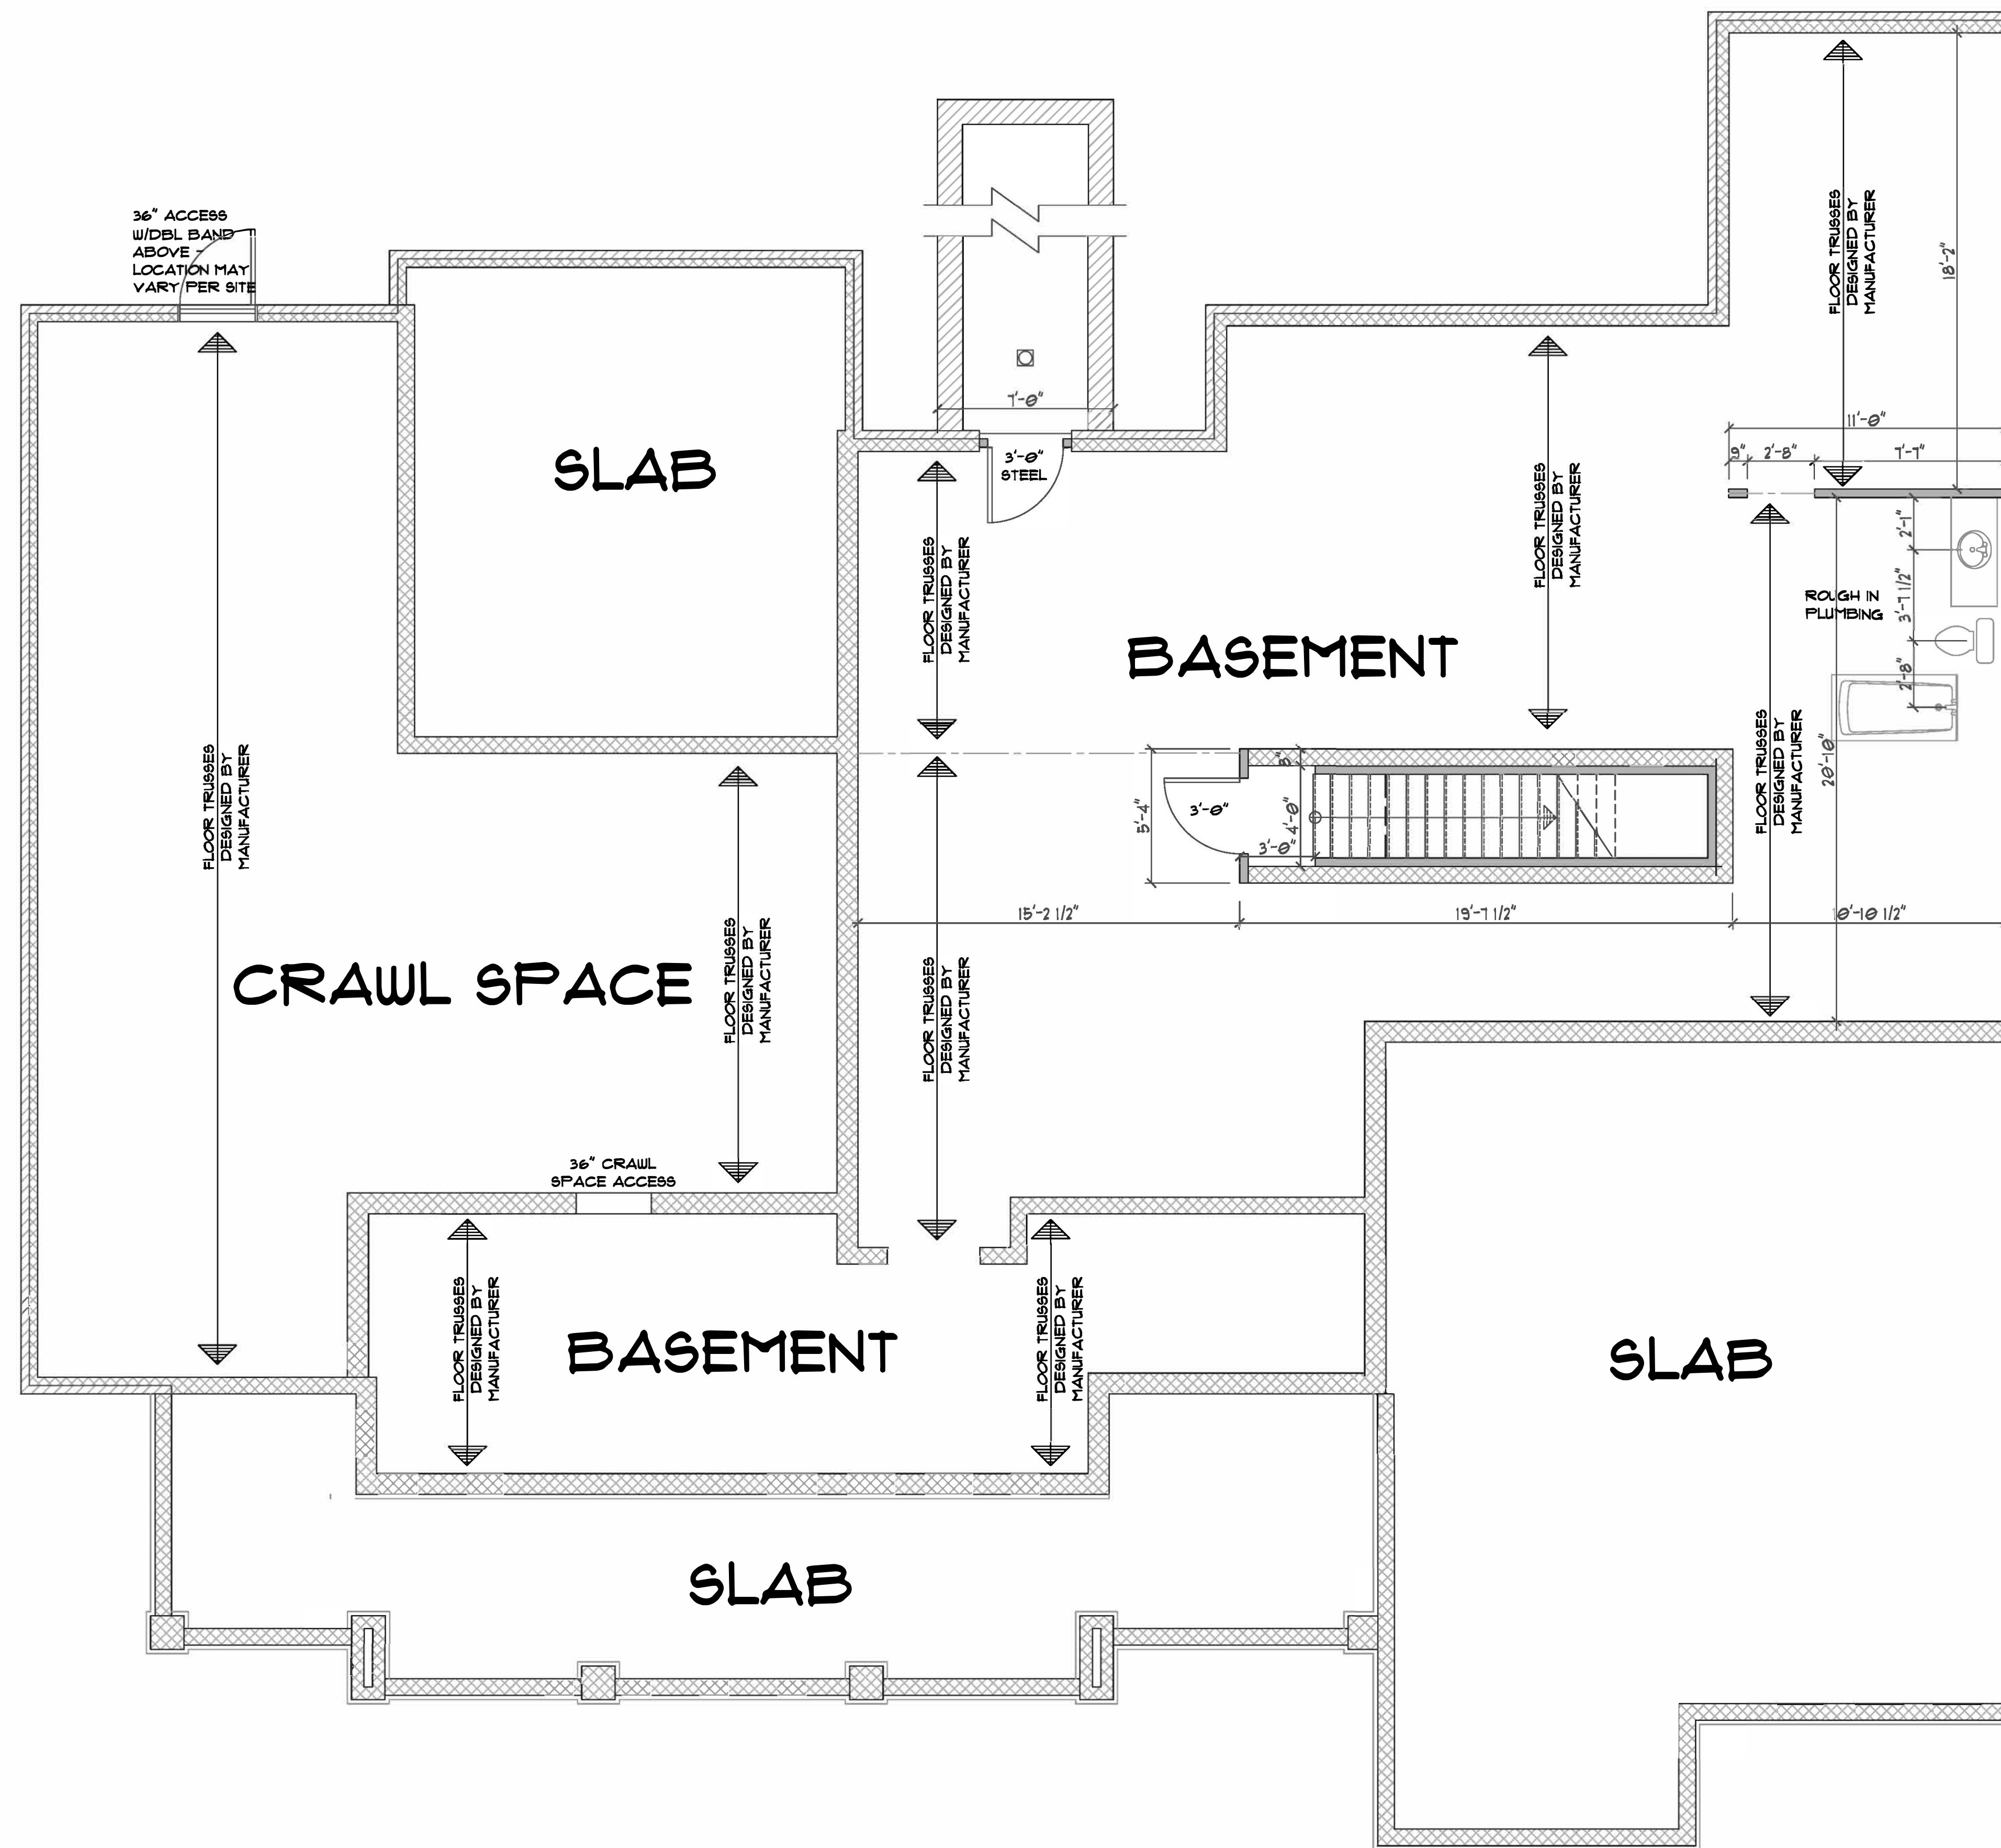 36" ACCESS
W/DBL BAND
ABOVE -
LOCATION MAY
VARY PER SITE
FLOOR TRUSSES
DESIGNED BY
MANUFACTURER
18'-2"
7'-0"
11'-0"
SLAB
3'-0"
STEEL
9"
2'-8"
7'-7"
FLOOR TRUSSES
DESIGNED BY
MANUFACTURER
FLOOR TRUSSES
DESIGNED BY
MANUFACTURER
2'-1"
ROUGH IN
PLUMBING
3'-7 1/2"
2'-8"
BASEMENT
FLOOR TRUSSES
DESIGNED BY
MANUFACTURER
20'-10"
FLOOR TRUSSES
DESIGNED BY
MANUFACTURER
8"
5'-4"
3'-0"
4'-0"
3'-0"
15'-2 1/2"
19'-7 1/2"
10'-10 1/2"
CRAWL SPACE
FLOOR TRUSSES
DESIGNED BY
MANUFACTURER
FLOOR TRUSSES
DESIGNED BY
MANUFACTURER
36" CRAWL
SPACE ACCESS
FLOOR TRUSSES
DESIGNED BY
MANUFACTURER
BASEMENT
FLOOR TRUSSES
DESIGNED BY
MANUFACTURER
SLAB
SLAB